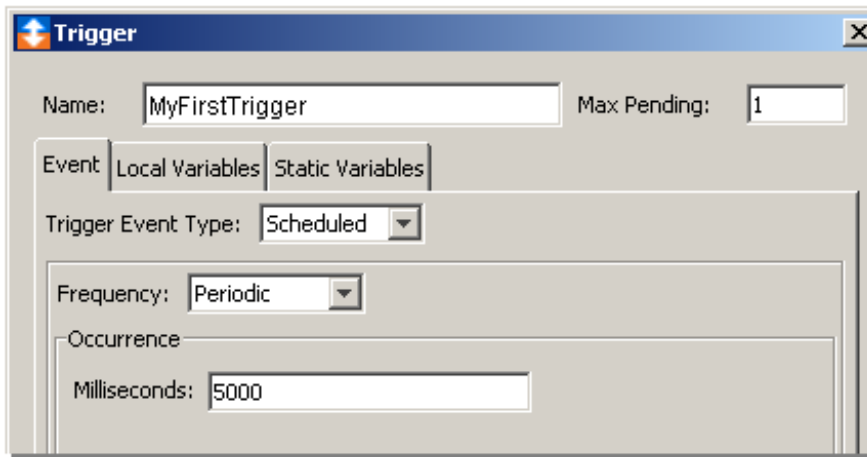 Trigger
Name: MyFirstTrigger Max Pending: 1
Event Local Variables Static Variables
Trigger Event Type: Scheduled
Frequency: Periodic
Occurrence
Milliseconds: 5000